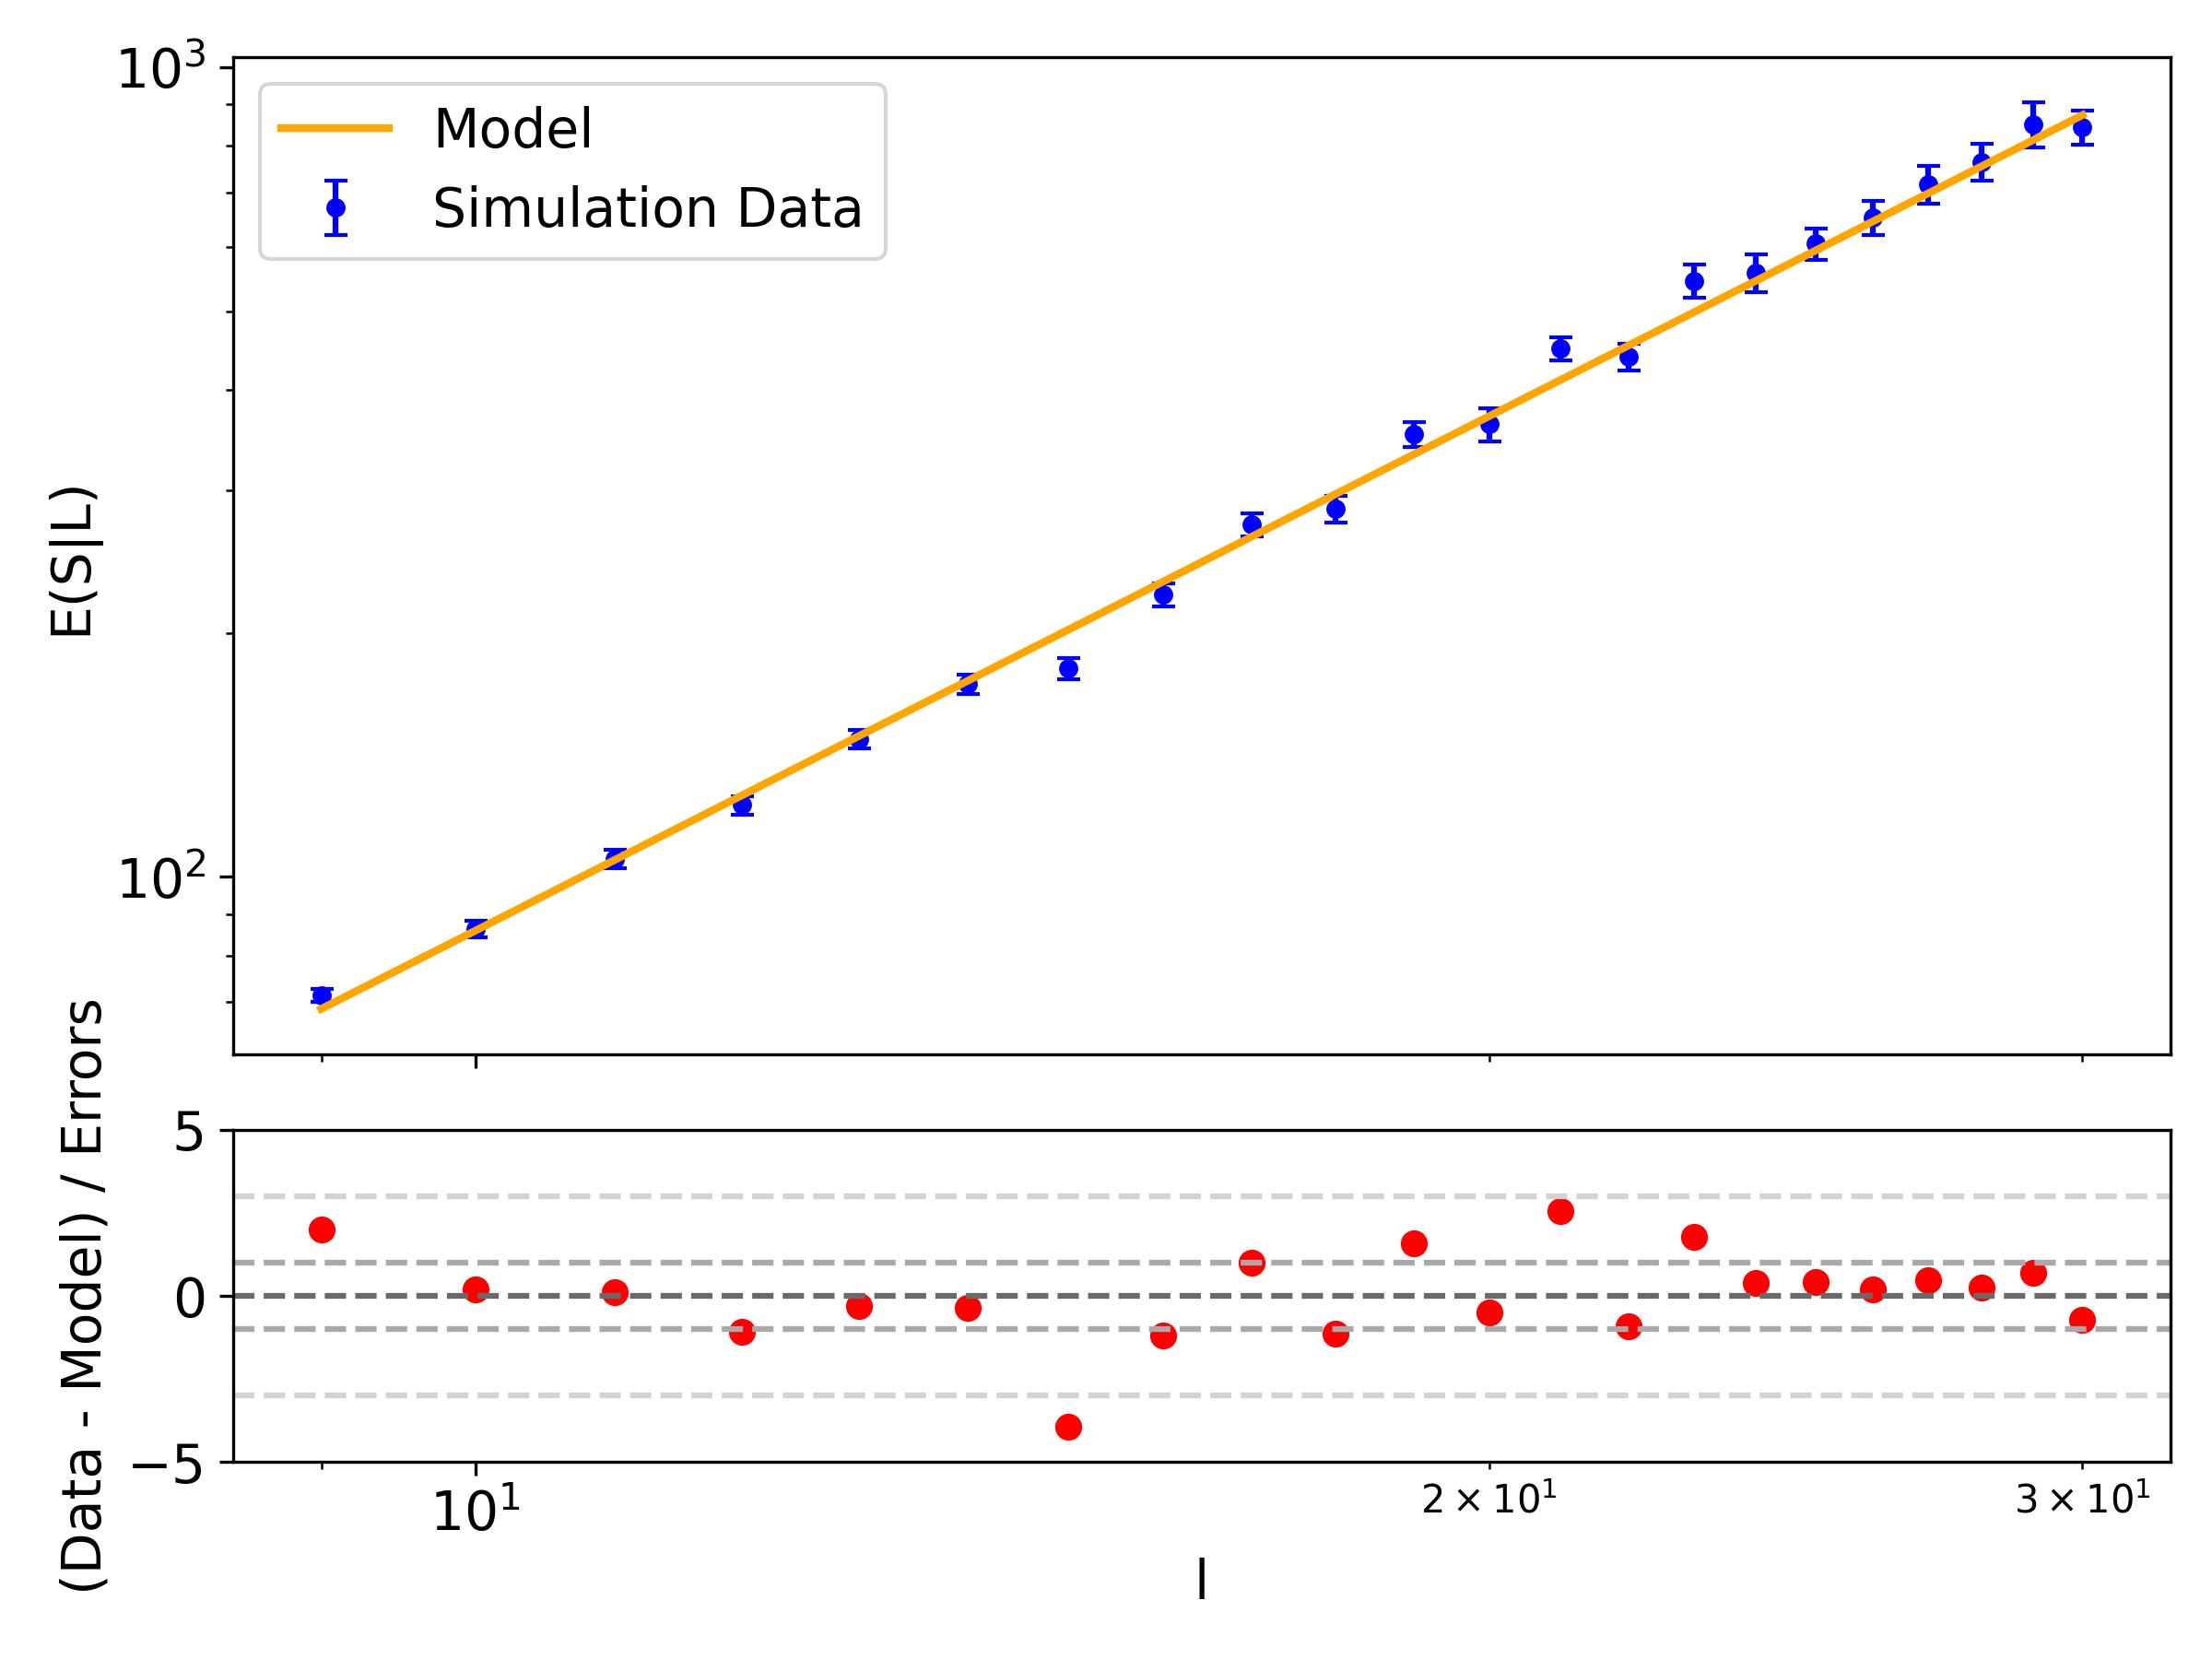 10³
Model
Simulation Data
E(S|L)
10²
(Data - Model) / Errors
5
0
−5
10¹
2 × 10¹
3 × 10¹
l